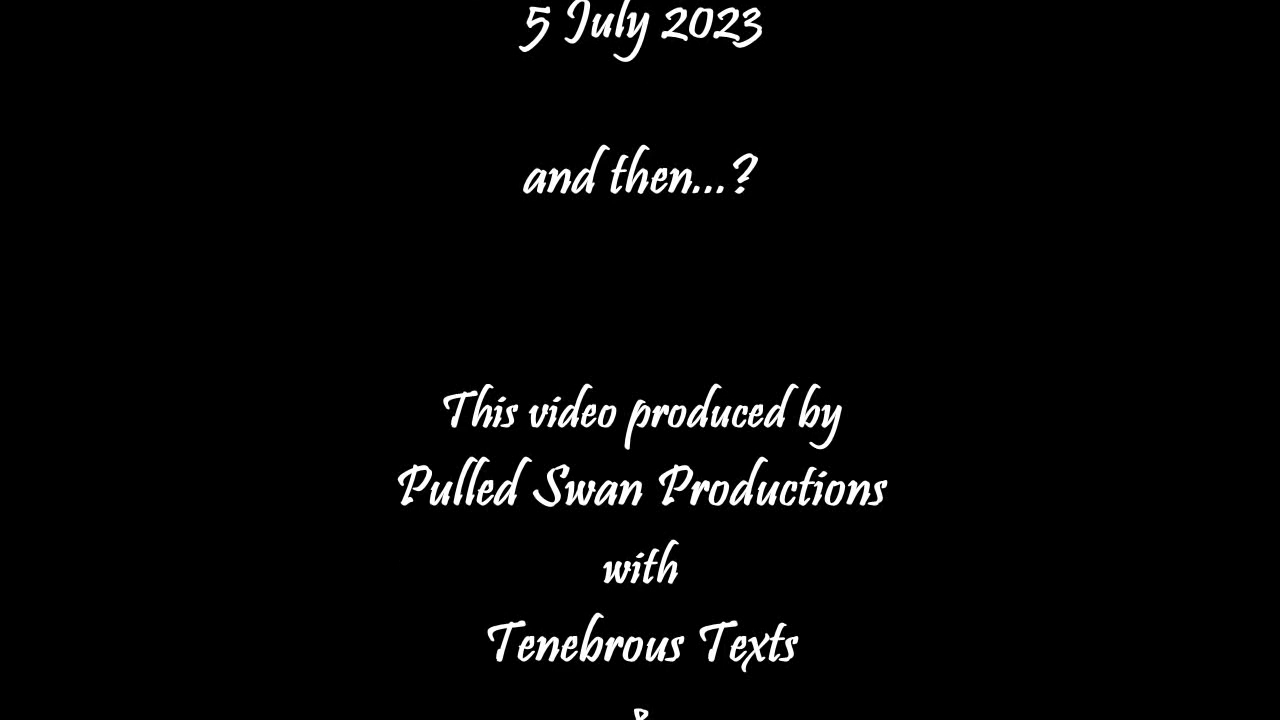 5 July 2023
and then...?
This video produced by
Pulled Swan Productions
with
Tenebrous Texts